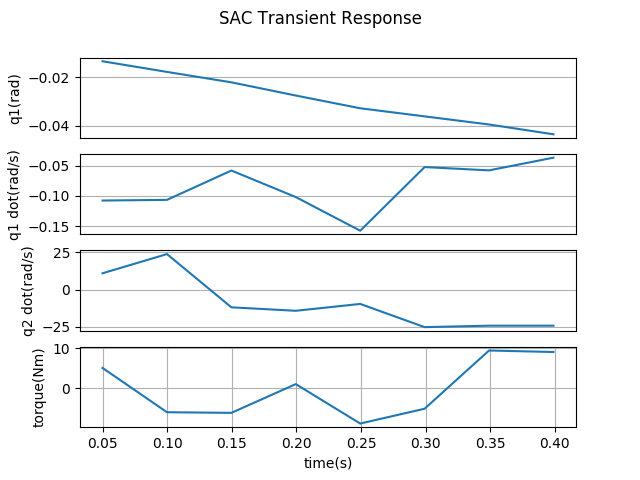 SAC Transient Response
q1(rad)
−0.02
−0.04
q1 dot(rad/s)
−0.05
−0.10
−0.15
q2 dot(rad/s)
25
0
−25
torque(Nm)
10
0
0.05 0.10 0.15 0.20 0.25 0.30 0.35 0.40
time(s)